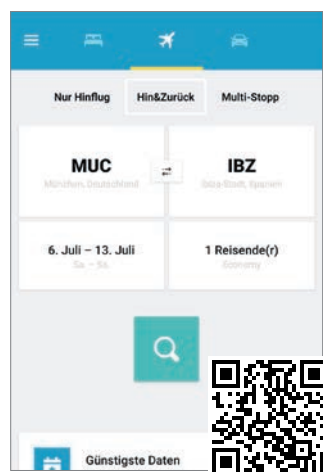 Nur Hinflug Hin&Zurück Multi-Stopp
MUC IBZ
München, Deutschland Ibiza-Stadt, Spanien
6. Juli – 13. Juli 1 Reisende(r)
Sa. – Sa. Economy
Günstigste Daten